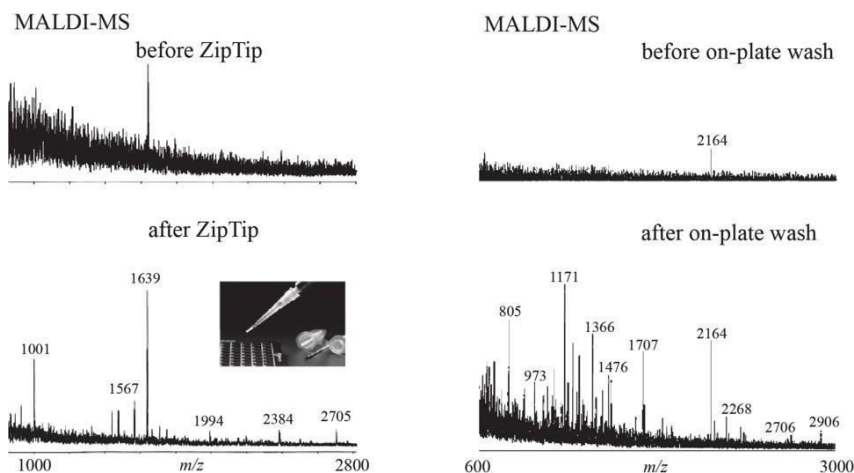 MALDI-MS
before ZipTip
after ZipTip
1639
1001
1567
1994
2384
2705
1000
m/z
2800
MALDI-MS
before on-plate wash
2164
after on-plate wash
1171
805
1366
2164
1707
1476
973
2268
2706
2906
600
m/z
3000